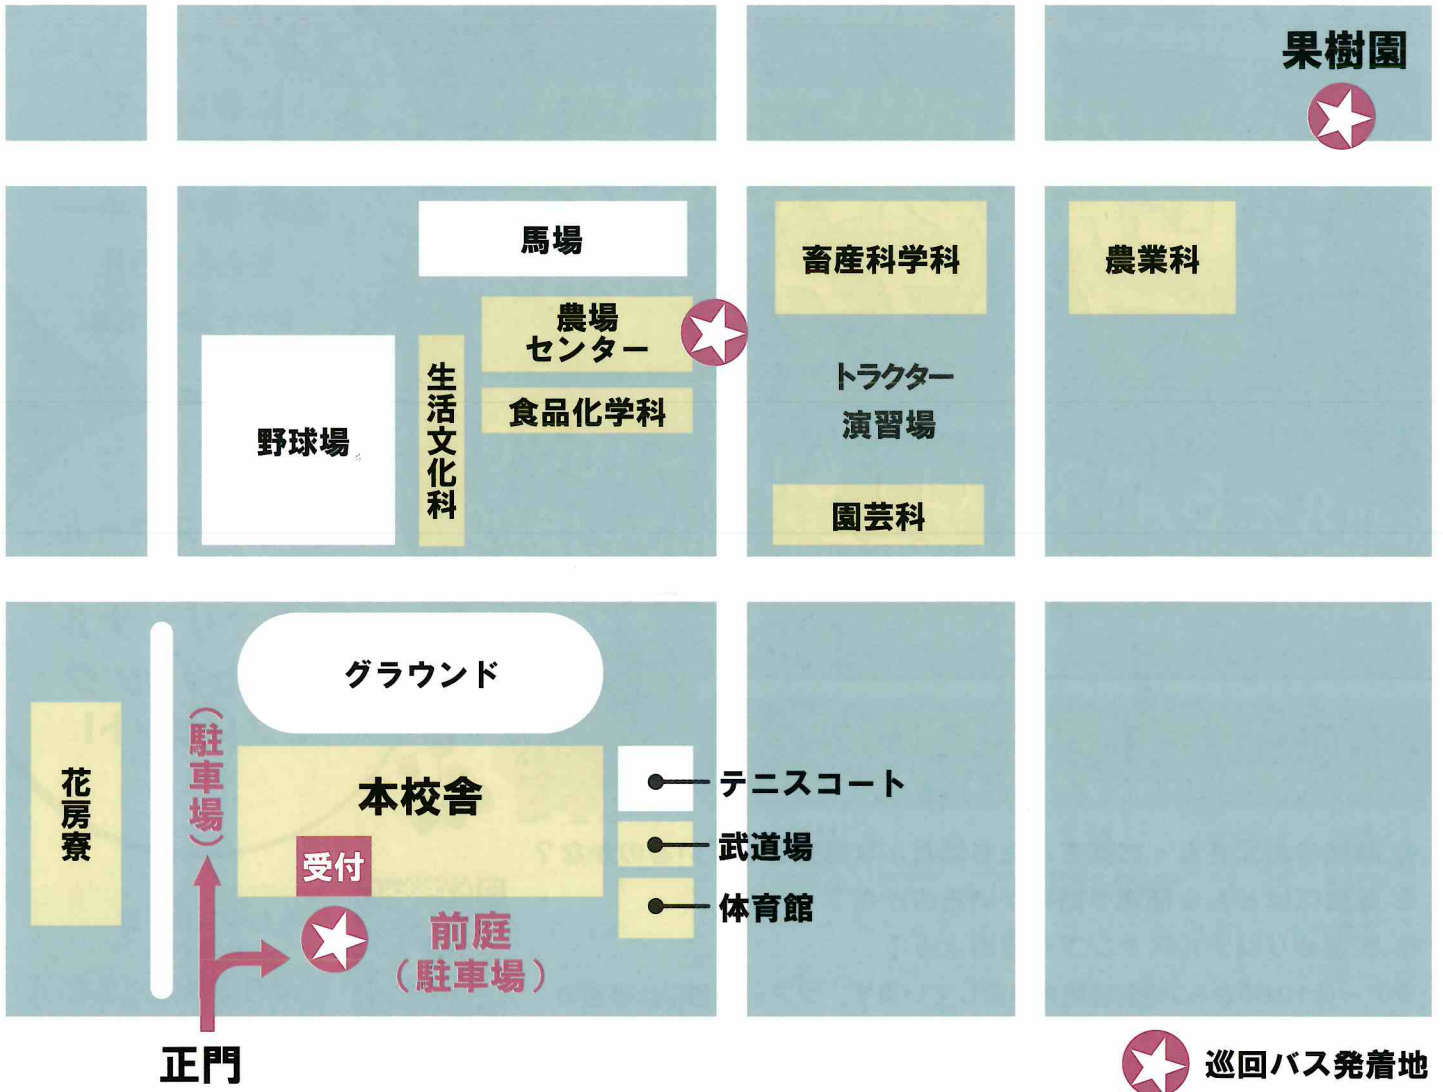 果樹園
馬場
畜産科学科
農業科
農場
センター
トラクター
演習場
食品化学科
生活文化科
野球場
園芸科
グラウンド
(駐車場)
花房寮
本校舎
テニスコート
武道場
受付
体育館
前庭
(駐車場)
正門
巡回バス発着地